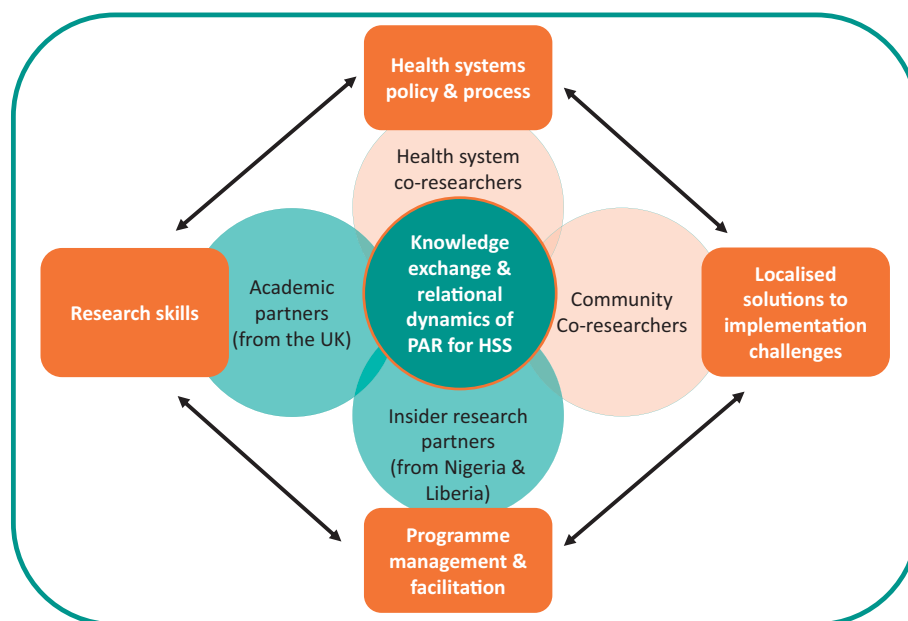 Health systems
policy & process
Health system
co-researchers
Research skills
Academic
partners
(from the UK)
Knowledge
exchange &
relational
dynamics of
PAR for HSS
Community
Co-researchers
Localised
solutions to
implementation
challenges
Insider research
partners
(from Nigeria &
Liberia)
Programme
management &
facilitation